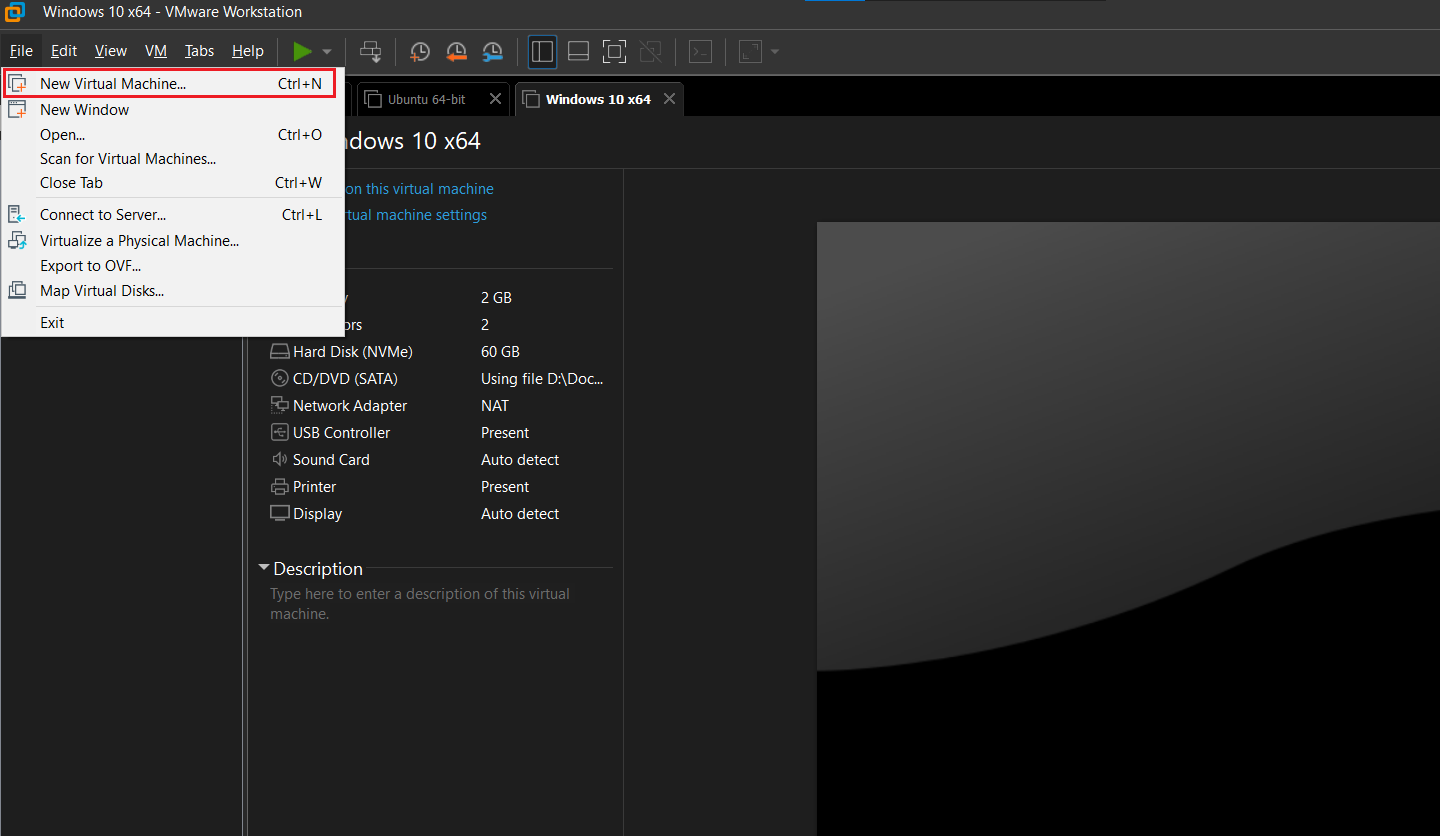 Windows 10 x64 - VMware Workstation
File Edit View VM Tabs Help
New Virtual Machine... Ctrl+N
New Window
Open... Ctrl+O
Scan for Virtual Machines...
Close Tab Ctrl+W
Connect to Server... Ctrl+L
Virtualize a Physical Machine...
Export to OVF...
Map Virtual Disks...
Exit
Ubuntu 64-bit
Windows 10 x64
ndows 10 x64
on this virtual machine
rtual machine settings
y 2 GB
ors 2
Hard Disk (NVMe) 60 GB
CD/DVD (SATA) Using file D:\Doc...
Network Adapter NAT
USB Controller Present
Sound Card Auto detect
Printer Present
Display Auto detect
Description
Type here to enter a description of this virtual
machine.